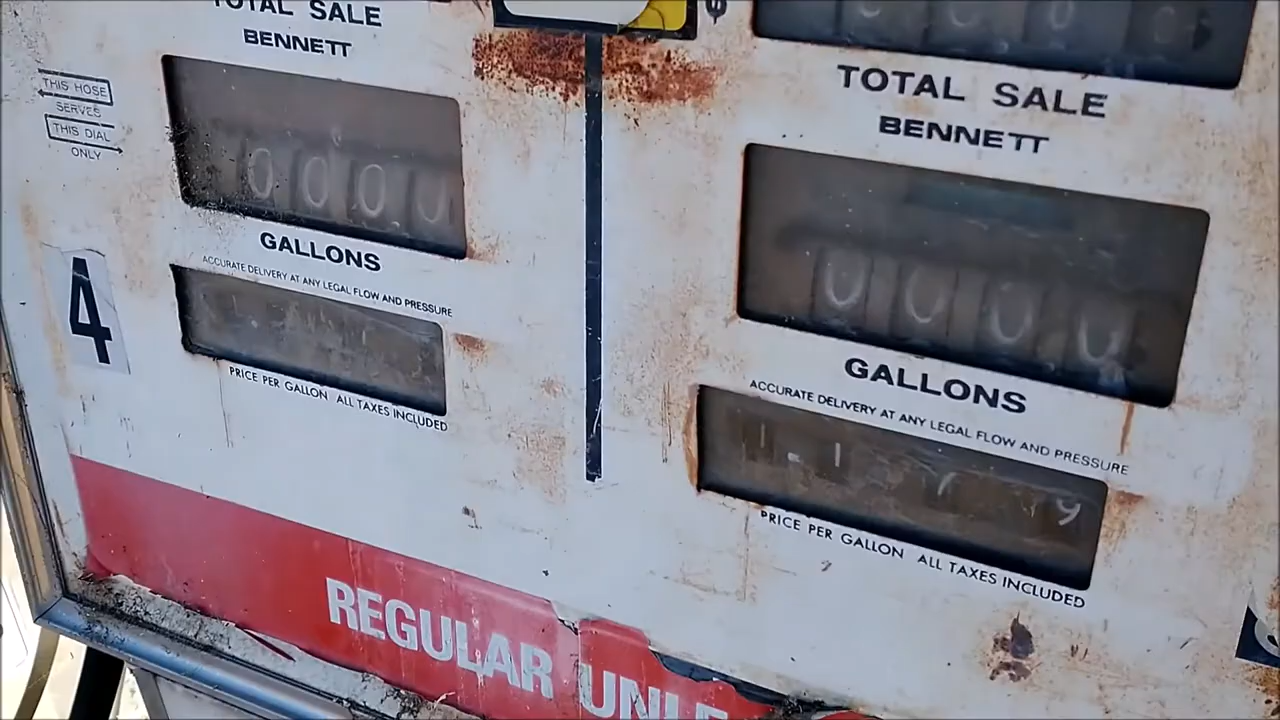 TOTAL SALE
BENNETT
THIS HOSE
SERVES
THIS DIAL
ONLY
0000
GALLONS
ACCURATE DELIVERY AT ANY LEGAL FLOW AND PRESSURE
4
PRICE PER GALLON ALL TAXES INCLUDED
REGULAR
TOTAL SALE
BENNETT
0000
GALLONS
ACCURATE DELIVERY AT ANY LEGAL FLOW AND PRESSURE
9
PRICE PER GALLON ALL TAXES INCLUDED
UNLE